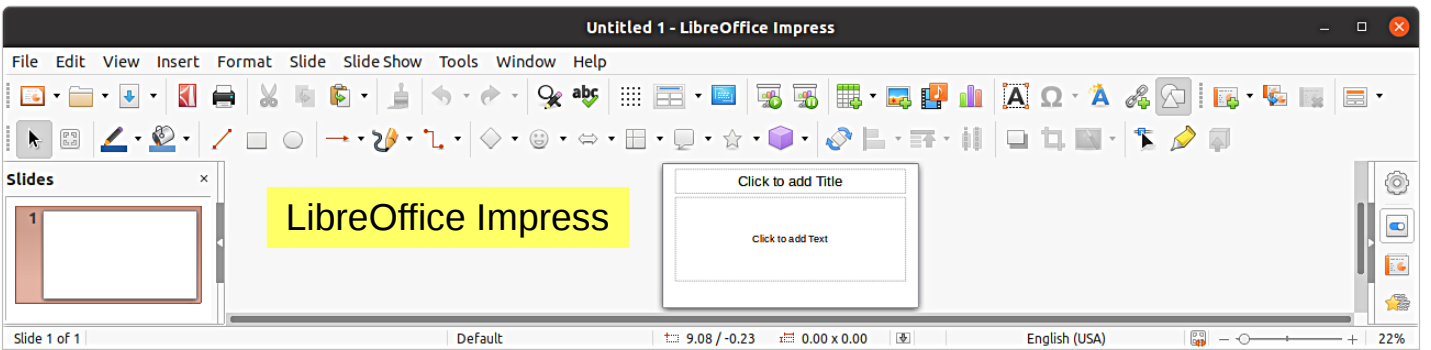 Untitled 1 - LibreOffice Impress
File Edit View Insert Format Slide Slide Show Tools Window Help
abc
A Ω A
Slides ×
1
LibreOffice Impress
Click to add Title
Click to add Text
Slide 1 of 1 Default 9.08 / -0.23 0.00 x 0.00 English (USA) 22%